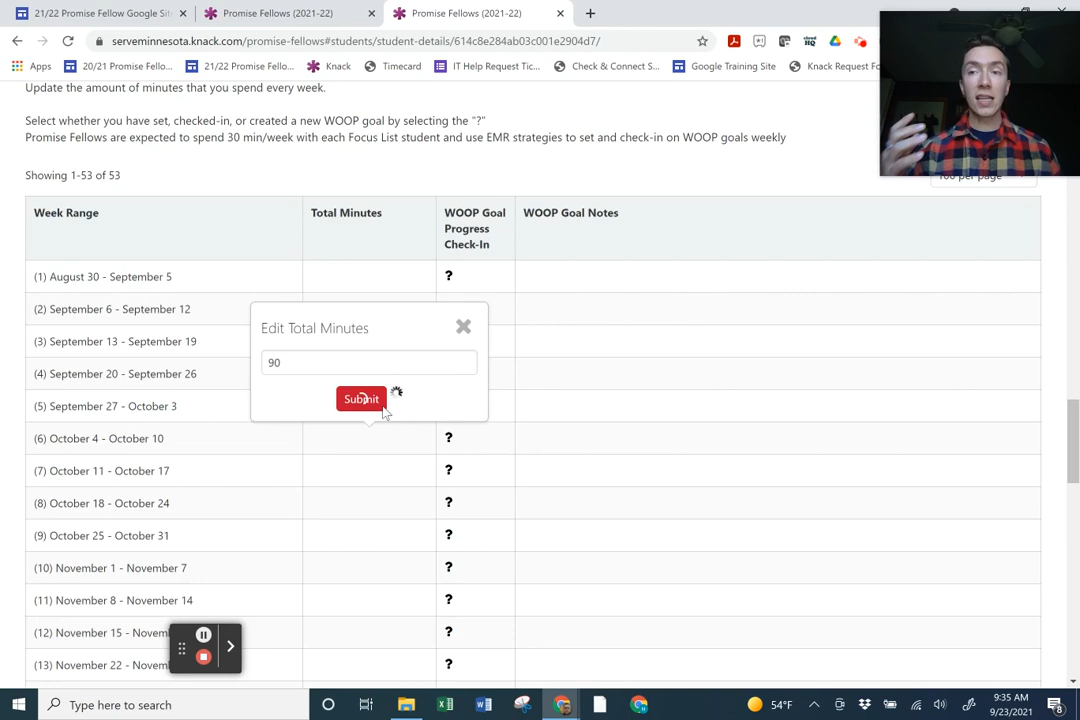 21/22 Promise Fellow Google Sit
Promise Fellows (2021-22)
Promise Fellows (2021-22)
serveminnesota.knack.com/promise-fellows#students/student-details/614c8e284ab03c001e2904d7/
Apps
20/21 Promise Fello...
21/22 Promise Fello...
Knack
Timecard
IT Help Request Tic...
Check & Connect S...
Google Training Site
Knack Request Fo
Update the amount of minutes that you spend every week.
Select whether you have set, checked-in, or created a new WOOP goal by selecting the "?"
Promise Fellows are expected to spend 30 min/week with each Focus List student and use EMR strategies to set and check-in on WOOP goals weekly
Showing 1-53 of 53
100 per page
Week Range
Total Minutes
WOOP Goal
Progress
Check-In
WOOP Goal Notes
(1) August 30 - September 5
?
(2) September 6 - September 12
(3) September 13 - September 19
(4) September 20 - September 26
(5) September 27 - October 3
Edit Total Minutes
90
Submit
(6) October 4 - October 10
?
(7) October 11 - October 17
?
(8) October 18 - October 24
?
(9) October 25 - October 31
?
(10) November 1 - November 7
?
(11) November 8 - November 14
?
(12) November 15 - Novem
?
(13) November 22 - Novem
?
Type here to search
54°F
9:35 AM
9/23/2021
8